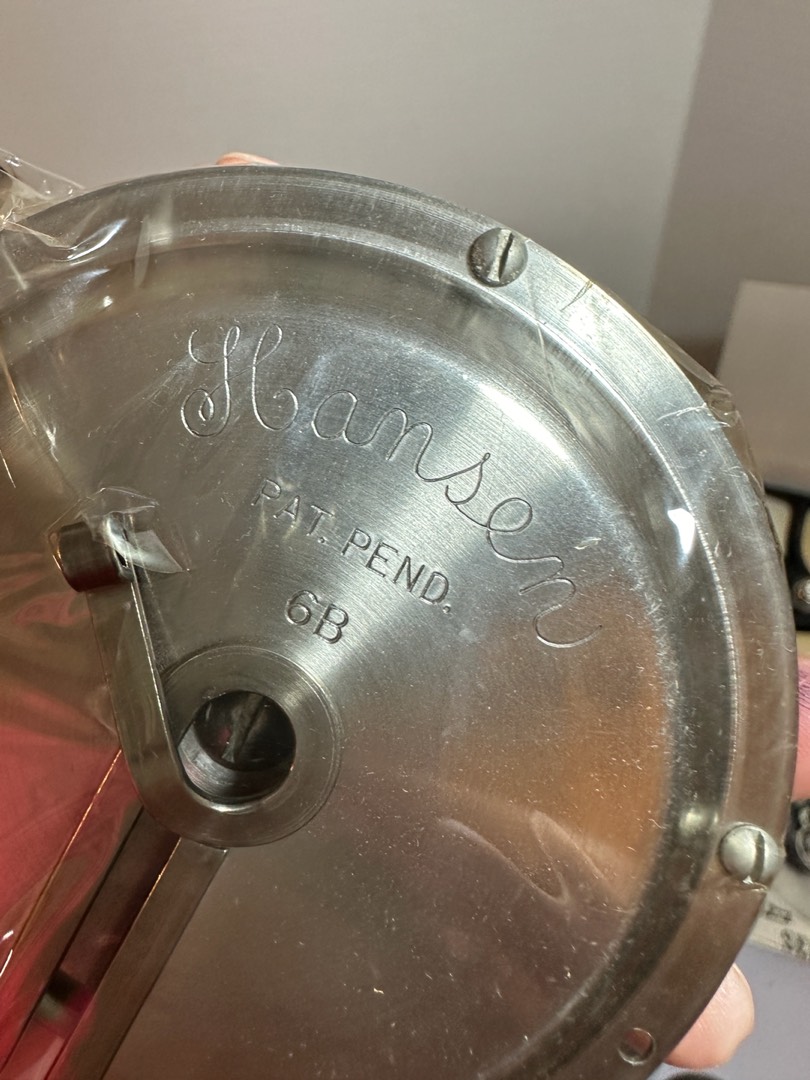 Hansen
PAT. PEND.
6B